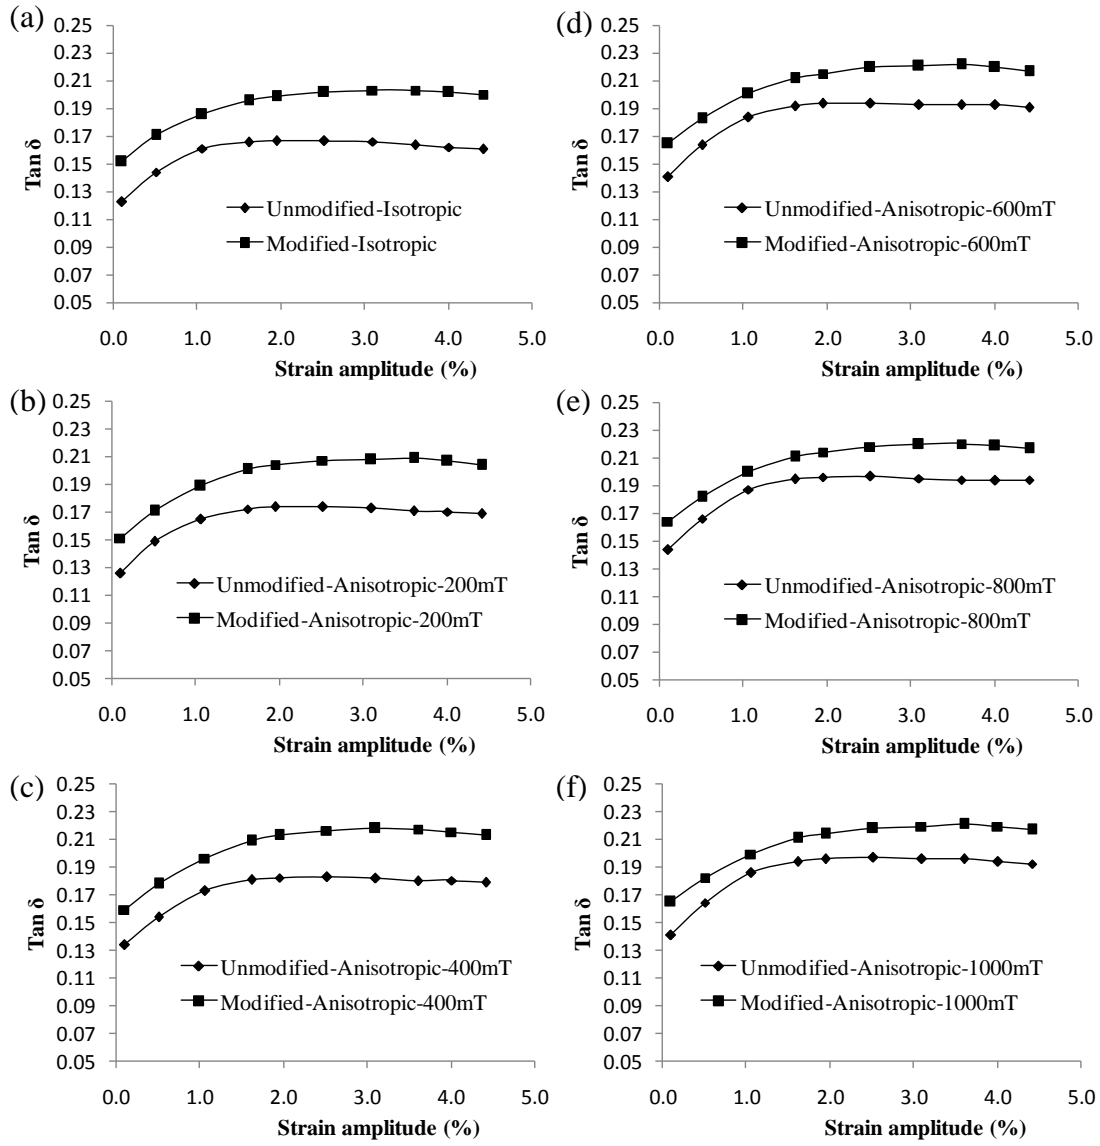 (a)
0.25
0.23
0.21
0.19
0.17
0.15
0.13
0.11
0.09
0.07
0.05
Tan δ
Unmodified-Isotropic
Modified-Isotropic
0.0 1.0 2.0 3.0 4.0 5.0
Strain amplitude (%)
(b)
0.25
0.23
0.21
0.19
0.17
0.15
0.13
0.11
0.09
0.07
0.05
Tan δ
Unmodified-Anisotropic-200mT
Modified-Anisotropic-200mT
0.0 1.0 2.0 3.0 4.0 5.0
Strain amplitude (%)
(c)
0.25
0.23
0.21
0.19
0.17
0.15
0.13
0.11
0.09
0.07
0.05
Tan δ
Unmodified-Anisotropic-400mT
Modified-Anisotropic-400mT
0.0 1.0 2.0 3.0 4.0 5.0
Strain amplitude (%)
(d)
0.25
0.23
0.21
0.19
0.17
0.15
0.13
0.11
0.09
0.07
0.05
Tan δ
Unmodified-Anisotropic-600mT
Modified-Anisotropic-600mT
0.0 1.0 2.0 3.0 4.0 5.0
Strain amplitude (%)
(e)
0.25
0.23
0.21
0.19
0.17
0.15
0.13
0.11
0.09
0.07
0.05
Tan δ
Unmodified-Anisotropic-800mT
Modified-Anisotropic-800mT
0.0 1.0 2.0 3.0 4.0 5.0
Strain amplitude (%)
(f)
0.25
0.23
0.21
0.19
0.17
0.15
0.13
0.11
0.09
0.07
0.05
Tan δ
Unmodified-Anisotropic-1000mT
Modified-Anisotropic-1000mT
0.0 1.0 2.0 3.0 4.0 5.0
Strain amplitude (%)